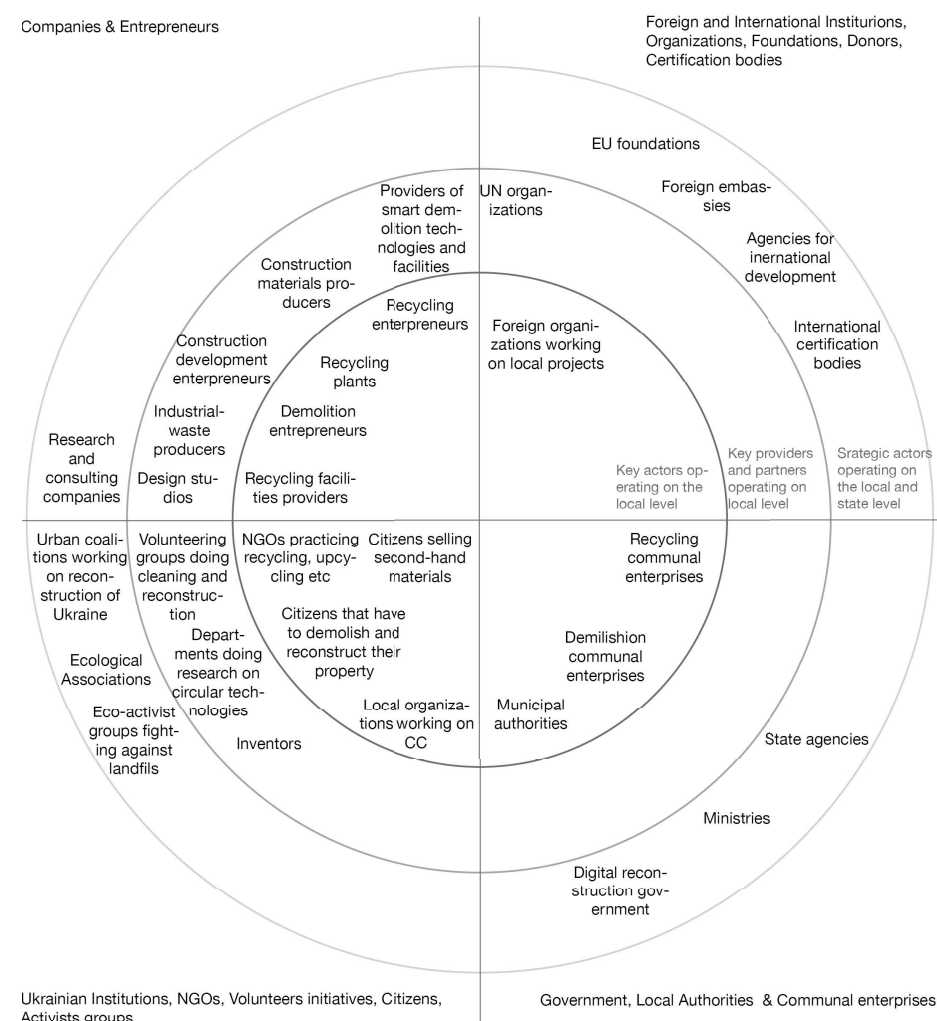 Companies & Entrepreneurs
Foreign and International Institurions,
Organizations, Foundations, Donors,
Certification bodies
EU foundations
Foreign embas-
sies
Agencies for
inernational
development
International
certification
bodies
UN organ-
izations
Foreign organi-
zations working
on local projects
Providers of
smart dem-
oltion tech-
nologies and
facilities
Construction
materials pro-
ducers
Recycling
enterpreneurs
Construction
development
enterpreneurs
Recycling
plants
Industrial-
waste
producers
Demolition
entrepreneurs
Research
and
consulting
companies
Design stu-
dios
Recycling facili-
ties providers
Key actors op-
erating on the
local level
Key providers
and partners
operating on
local level
Srategic actors
operating on
the local and
state level
Urban coali-
tions working
on recon-
struction of
Ukraine
Volunteering
groups doing
cleaning and
reconstruc-
tion
NGOs practicing
recycling, upcy-
cling etc
Citizens selling
second-hand
materials
Recycling
communal
enterprises
Citizens that have
to demolish and
reconstruct their
property
Depart-
ments doing
research on
circular tech-
nologies
Demilishion
communal
enterprises
Ecological
Associations
Eco-activist
groups fight-
ing against
landfils
Inventors
Local organiza-
tions working on
CC
Municipal
authorities
State agencies
Ministries
Digital recon-
struction gov-
ernment
Ukrainian Institutions, NGOs, Volunteers initiatives, Citizens,
Activists groups
Government, Local Authorities & Communal enterprises